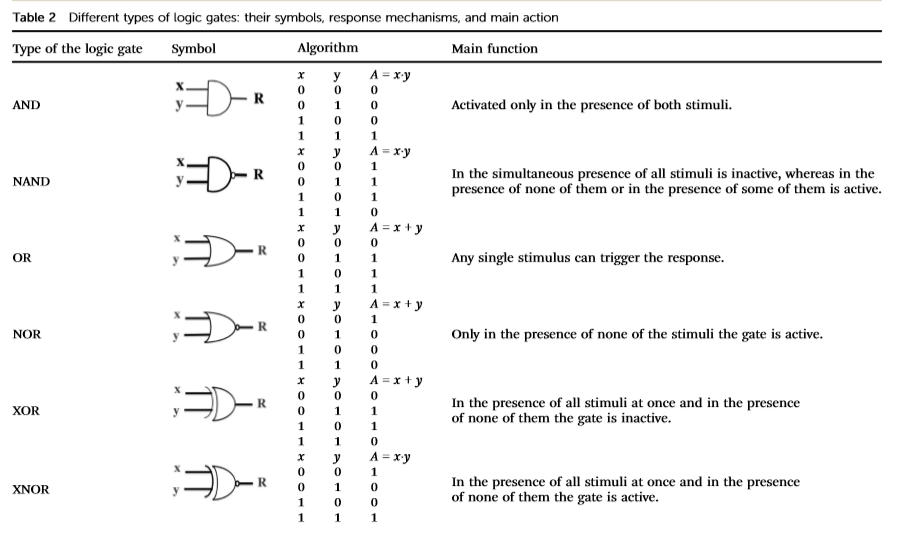 Table 2 Different types of logic gates: their symbols, response mechanisms, and main action
Type of the logic gate Symbol Algorithm Main function
AND
x
y
R
x y A = x·y
0 0 0
0 1 0
1 0 0
1 1 1
Activated only in the presence of both stimuli.
NAND
x
y
R
x y A = x·y
0 0 1
0 1 1
1 0 1
1 1 0
In the simultaneous presence of all stimuli is inactive, whereas in the
presence of none of them or in the presence of some of them is active.
OR
x
y
R
x y A = x + y
0 0 0
0 1 1
1 0 1
1 1 1
Any single stimulus can trigger the response.
NOR
x
y
R
x y A = x + y
0 0 1
0 1 0
1 0 0
1 1 0
Only in the presence of none of the stimuli the gate is active.
XOR
x
y
R
x y A = x + y
0 0 0
0 1 1
1 0 1
1 1 0
In the presence of all stimuli at once and in the presence
of none of them the gate is inactive.
XNOR
x
y
R
x y A = x·y
0 0 1
0 1 0
1 0 0
1 1 1
In the presence of all stimuli at once and in the presence
of none of them the gate is active.